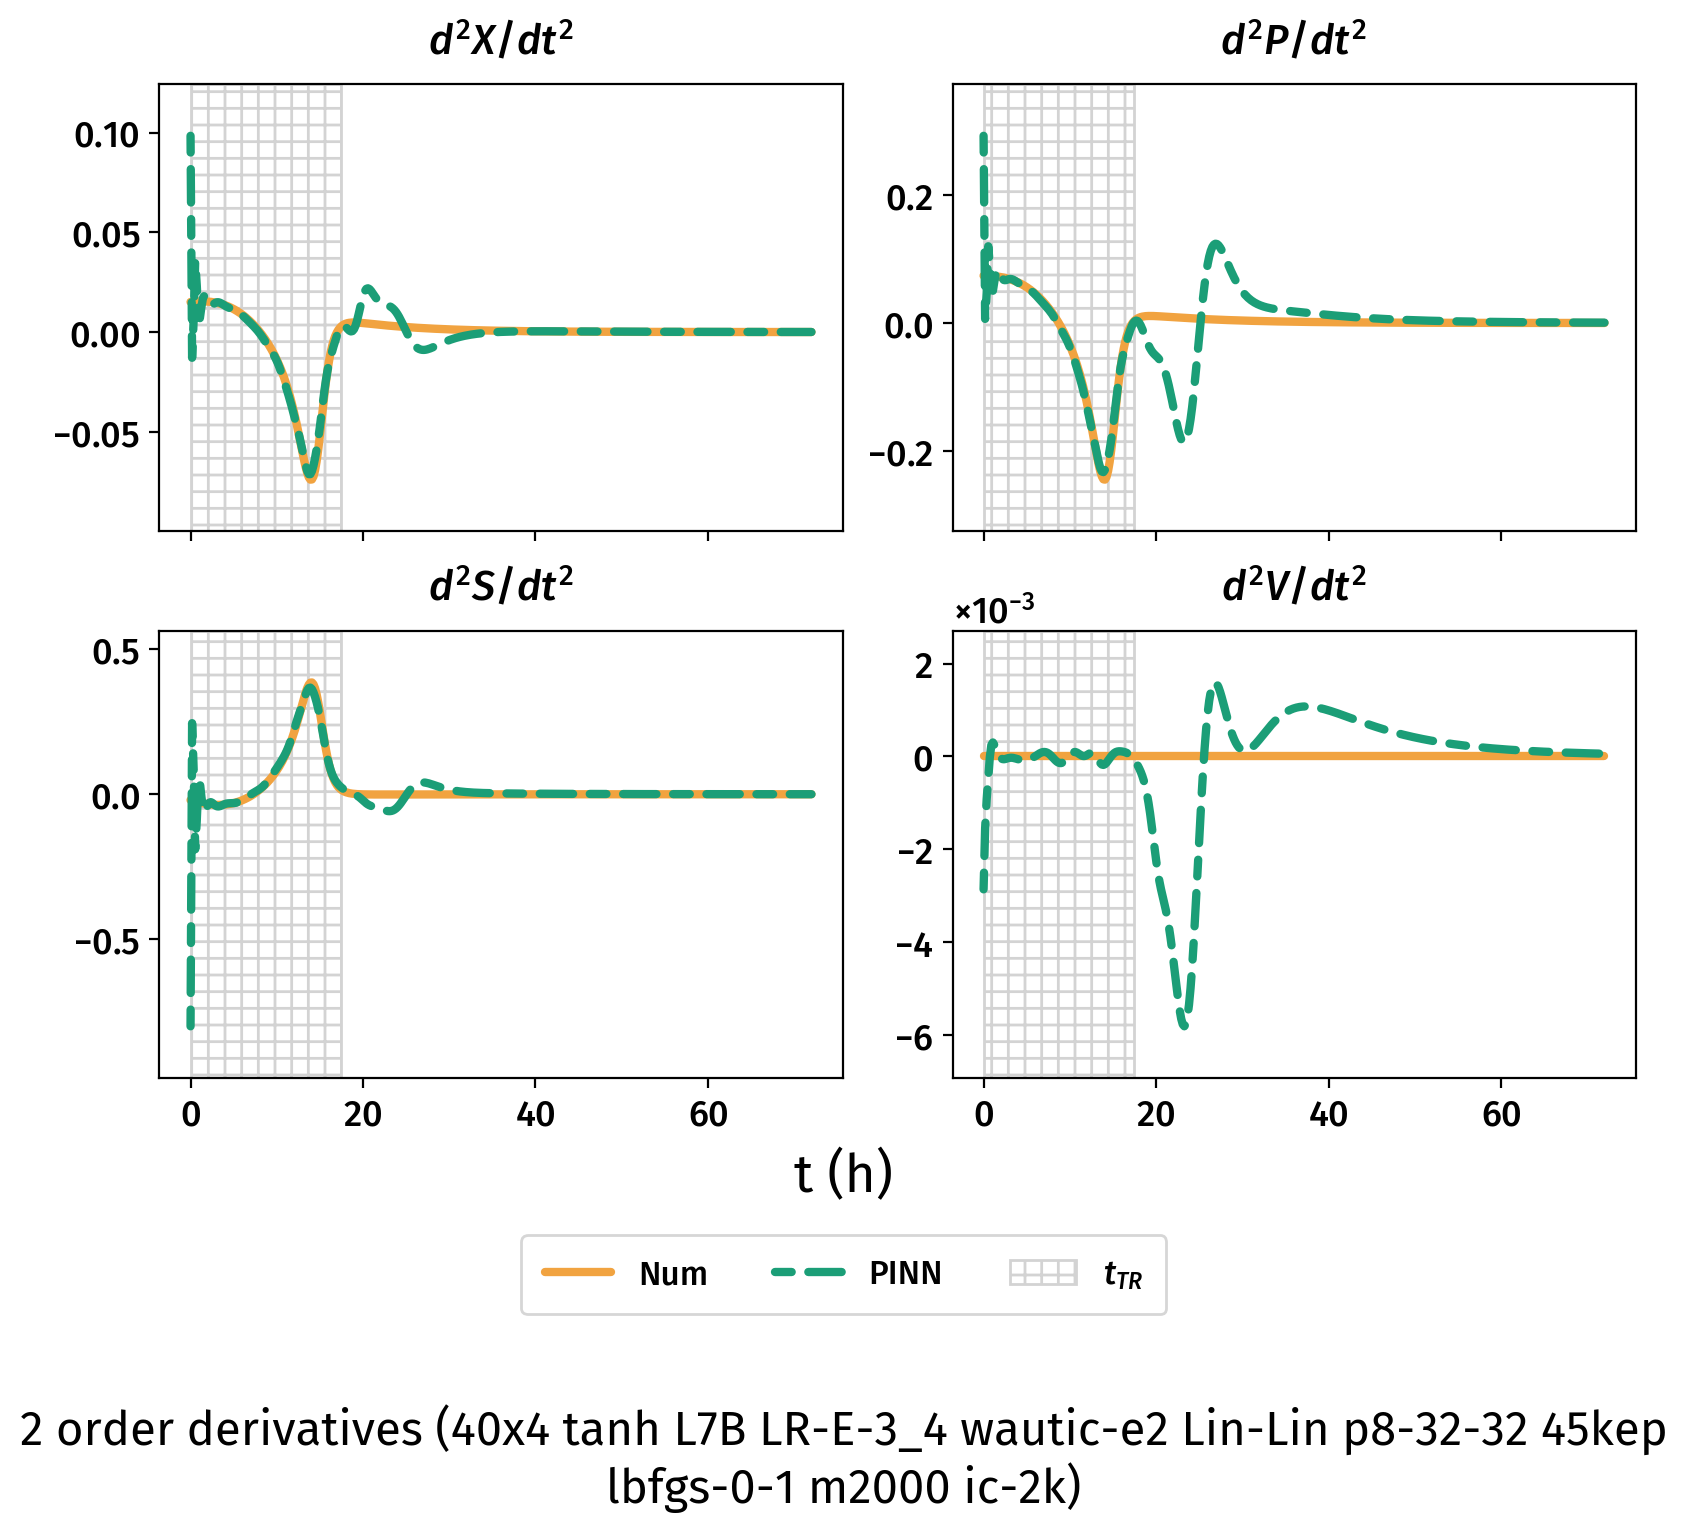 d²X/dt²
d²P/dt²
0.10
0.05
0.00
−0.05
0.2
0.0
−0.2
d²S/dt²
d²V/dt²
×10⁻³
0.5
0.0
−0.5
2
0
−2
−4
−6
0 20 40 60
0 20 40 60
t (h)
Num PINN t_TR
2 order derivatives (40x4 tanh L7B LR-E-3_4 wautic-e2 Lin-Lin p8-32-32 45kep
lbfgs-0-1 m2000 ic-2k)